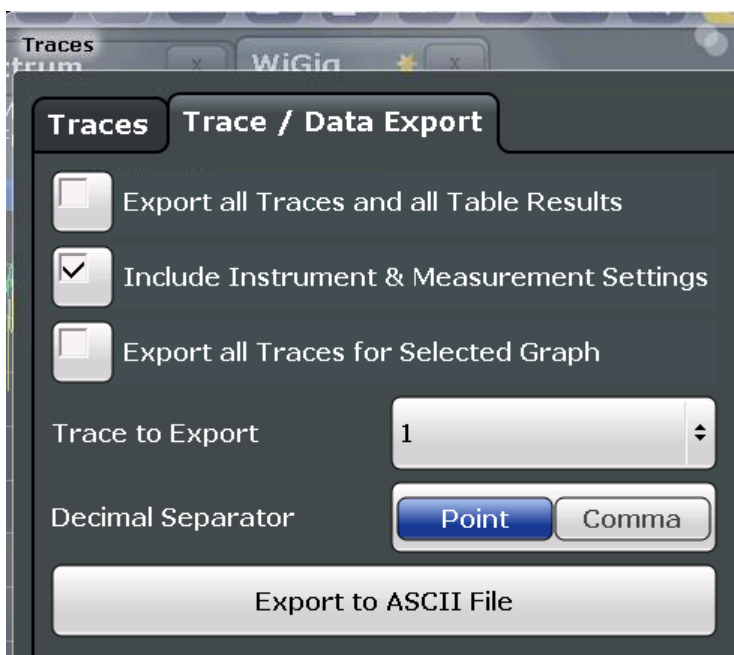 Traces
WiGig
Traces
Trace / Data Export
Export all Traces and all Table Results
Include Instrument & Measurement Settings
Export all Traces for Selected Graph
Trace to Export
1
Decimal Separator
Point
Comma
Export to ASCII File